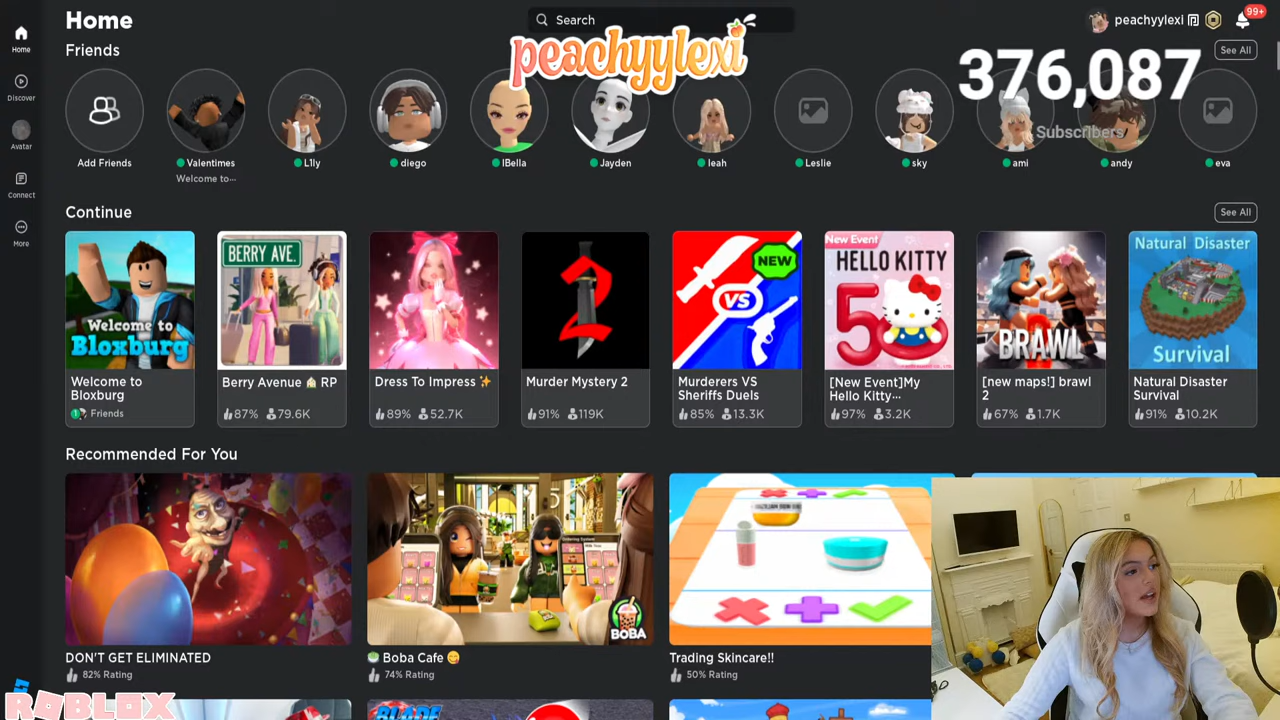 Home
Search
peachyylexi
99+
Friends
See All
peachyylexi
376,087
Subscribers
Home
Discover
Avatar
Connect
More
Add Friends
Valentimes
Welcome to...
L1ly
diego
IBella
Jayden
leah
Leslie
sky
ami
andy
eva
Continue
See All
Welcome to
Bloxburg
BERRY AVE.
2
NEW
VS
New Event
HELLO KITTY
50
BRAWL
Natural Disaster
Survival
Welcome to
Bloxburg
Friends
Berry Avenue 🏠 RP
87% 79.6K
Dress To Impress ✨
89% 52.7K
Murder Mystery 2
91% 119K
Murderers VS
Sheriffs Duels
85% 13.3K
[New Event]My
Hello Kitty...
97% 3.2K
[new maps!] brawl
2
67% 1.7K
Natural Disaster
Survival
91% 10.2K
Recommended For You
BOBA
DON'T GET ELIMINATED
82% Rating
🍵 Boba Cafe 😋
74% Rating
Trading Skincare!!
50% Rating
ROBLOX
BLADE